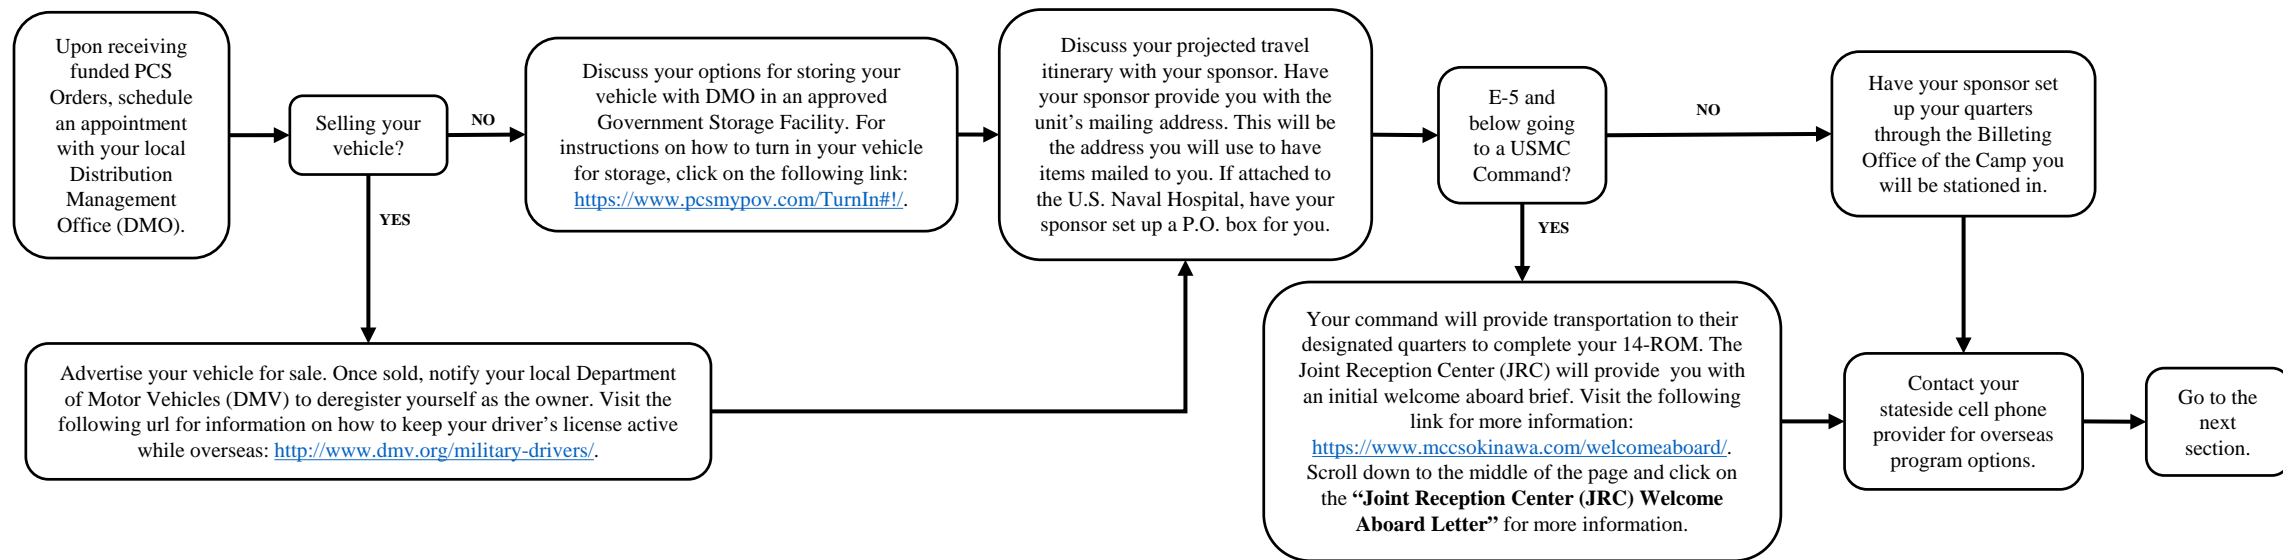 Upon receiving
funded PCS
Orders, schedule
an appointment
with your local
Distribution
Management
Office (DMO).
Selling your
vehicle?
NO
YES
Discuss your options for storing your
vehicle with DMO in an approved
Government Storage Facility. For
instructions on how to turn in your vehicle
for storage, click on the following link:
https://www.pcsmypov.com/TurnIn#!/.
Advertise your vehicle for sale. Once sold, notify your local Department
of Motor Vehicles (DMV) to deregister yourself as the owner. Visit the
following url for information on how to keep your driver’s license active
while overseas: http://www.dmv.org/military-drivers/.
Discuss your projected travel
itinerary with your sponsor. Have
your sponsor provide you with the
unit’s mailing address. This will be
the address you will use to have
items mailed to you. If attached to
the U.S. Naval Hospital, have your
sponsor set up a P.O. box for you.
E-5 and
below going
to a USMC
Command?
NO
YES
Have your sponsor set
up your quarters
through the Billeting
Office of the Camp you
will be stationed in.
Your command will provide transportation to their
designated quarters to complete your 14-ROM. The
Joint Reception Center (JRC) will provide you with
an initial welcome aboard brief. Visit the following
link for more information:
https://www.mccsokinawa.com/welcomeaboard/.
Scroll down to the middle of the page and click on
the “Joint Reception Center (JRC) Welcome
Aboard Letter” for more information.
Contact your
stateside cell phone
provider for overseas
program options.
Go to the
next
section.